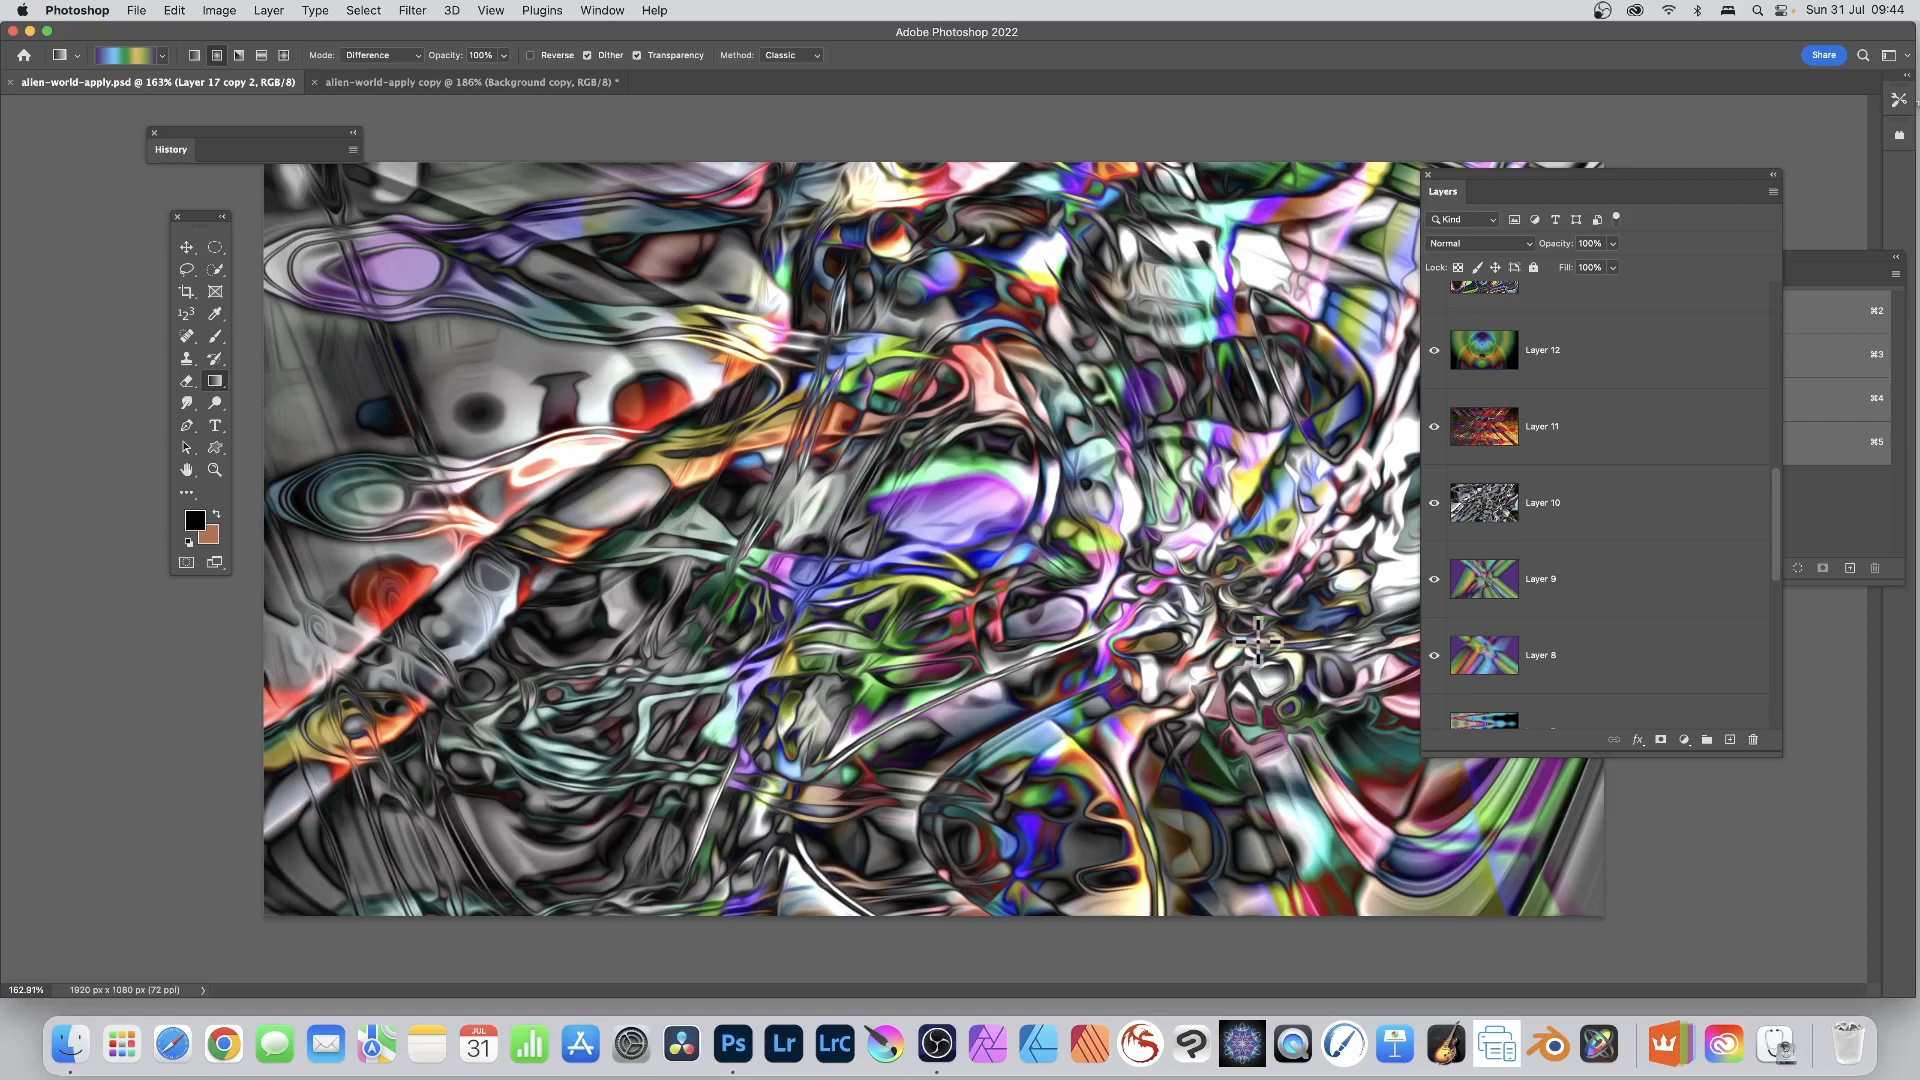 Photoshop File Edit Image Layer Type Select Filter 3D View Plugins Window Help Sun 31 Jul 09:44
Adobe Photoshop 2022
Mode: Difference Opacity: 100% Reverse Dither Transparency Method: Classic Share
alien-world-apply.psd @ 163% (Layer 17 copy 2, RGB/8) alien-world-apply copy @ 186% (Background copy, RGB/8) *
History
Layers
Kind
Normal Opacity: 100%
Lock: Fill: 100%
⌘2
Layer 12
⌘3
⌘4
Layer 11
⌘5
Layer 10
Layer 9
Layer 8
162.91% 1920 px x 1080 px (72 ppi)
JUL
31
Ps
Lr
LrC